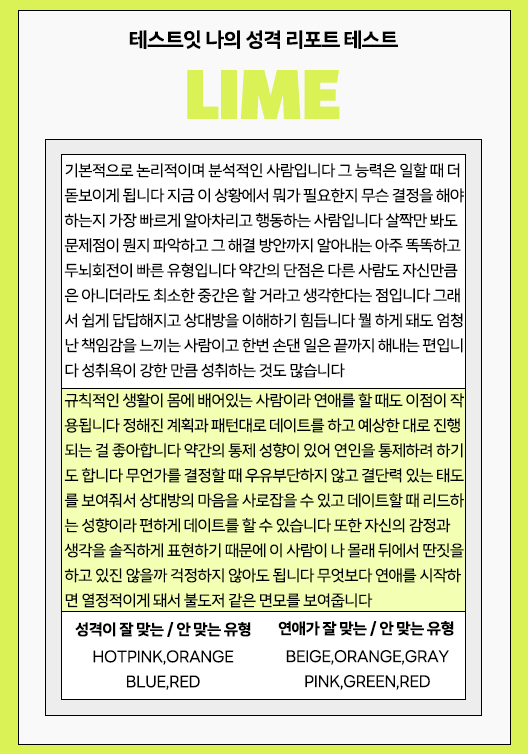 테스트잇 나의 성격 리포트 테스트
LIME
기본적으로 논리적이며 분석적인 사람입니다 그 능력은 일할 때 더
돋보이게 됩니다 지금 이 상황에서 뭐가 필요한지 무슨 결정을 해야
하는지 가장 빠르게 알아차리고 행동하는 사람입니다 살짝만 봐도
문제점이 뭔지 파악하고 그 해결 방안까지 알아내는 아주 똑똑하고
두뇌회전이 빠른 유형입니다 약간의 단점은 다른 사람도 자신만큼
은 아니더라도 최소한 중간은 할 거라고 생각한다는 점입니다 그래
서 쉽게 답답해지고 상대방을 이해하기 힘듭니다 뭘 하게 돼도 엄청
난 책임감을 느끼는 사람이고 한번 손댄 일은 끝까지 해내는 편입니
다 성취욕이 강한 만큼 성취하는 것도 많습니다
규칙적인 생활이 몸에 배어있는 사람이라 연애를 할 때도 이점이 작
용됩니다 정해진 계획과 패턴대로 데이트를 하고 예상한 대로 진행
되는 걸 좋아합니다 약간의 통제 성향이 있어 연인을 통제하려 하기
도 합니다 무언가를 결정할 때 우유부단하지 않고 결단력 있는 태도
를 보여줘서 상대방의 마음을 사로잡을 수 있고 데이트할 때 리드하
는 성향이라 편하게 데이트를 할 수 있습니다 또한 자신의 감정과
생각을 솔직하게 표현하기 때문에 이 사람이 나 몰래 뒤에서 딴짓을
하고 있진 않을까 걱정하지 않아도 됩니다 무엇보다 연애를 시작하
면 열정적이게 돼서 불도저 같은 면모를 보여줍니다
성격이 잘 맞는 / 안 맞는 유형
HOTPINK,ORANGE
BLUE,RED
연애가 잘 맞는 / 안 맞는 유형
BEIGE,ORANGE,GRAY
PINK,GREEN,RED